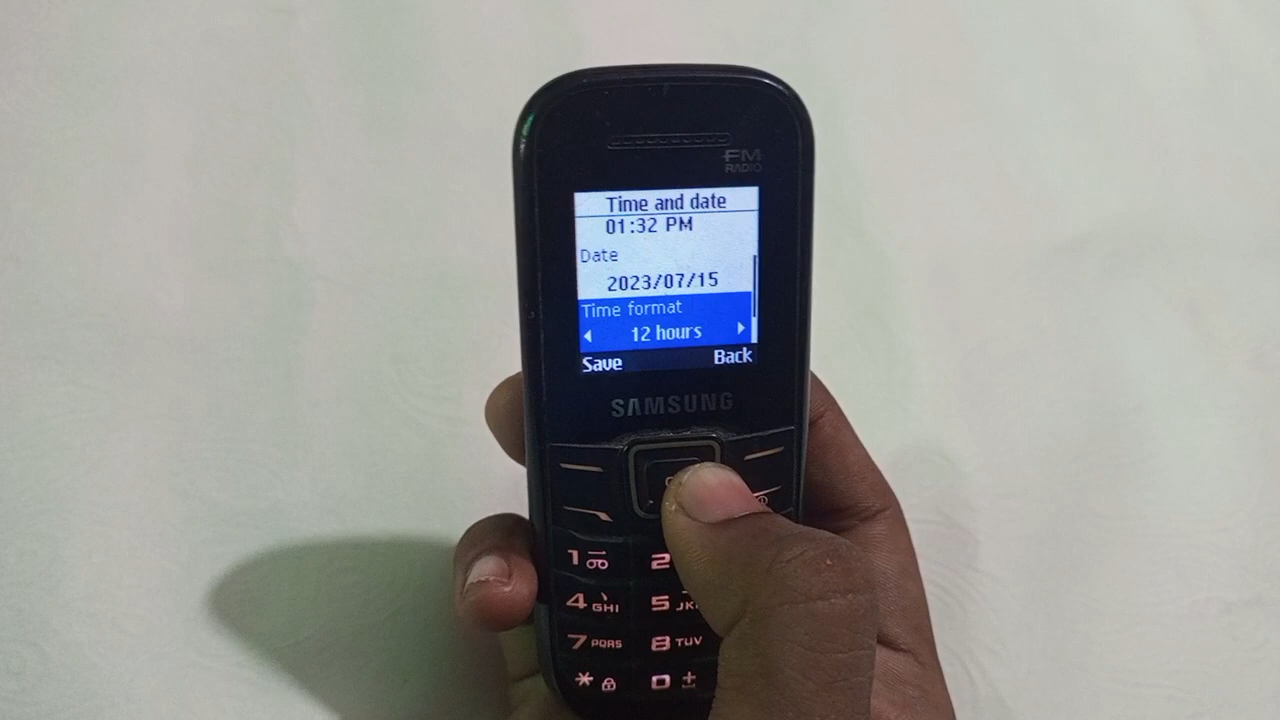 FM
RADIO
Time and date
01:32 PM
Date
2023/07/15
Time format
12 hours
Save Back
SAMSUNG
1 2
4 GHI 5 JK
7 PQRS 8 TUV
* 0 ±